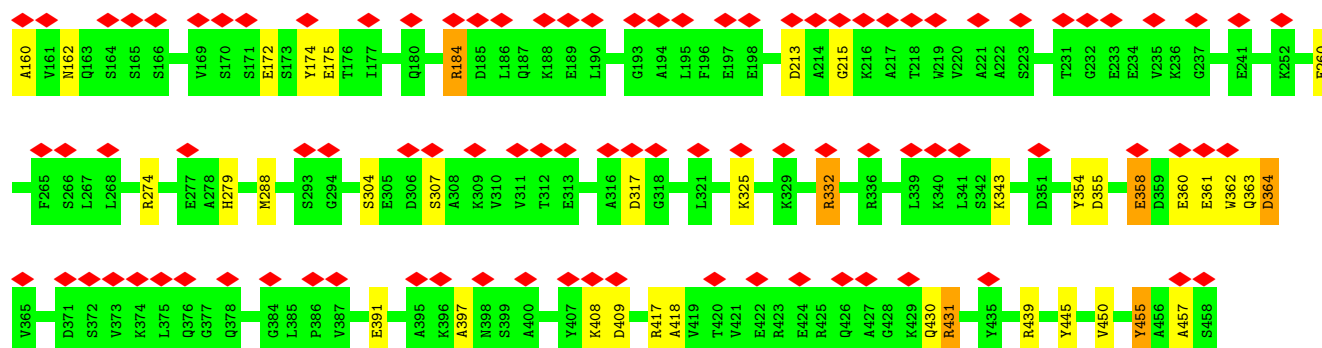 A160 V161 N162 Q163 S164 S165 S166 V169 S170 S171 E172 S173 Y174 E175 T176 I177 Q180 R184 D185 L186 Q187 K188 E189 L190 G193 A194 L195 F196 E197 E198 D213 A214 G215 K216 A217 T218 W219 V220 A221 A222 S223 T231 G232 E233 E234 V235 K236 G237 E241 K252
F265 S266 L267 L268 R274 E277 A278 H279 M288 S293 G294 S304 E305 D306 S307 A308 K309 V310 V311 T312 E313 A316 D317 G318 L321 K325 K329 R332 R336 L339 K340 L341 S342 K343 D351 Y354 D355 E358 D359 E360 E361 W362 Q363 D364
V365 D371 S372 V373 K374 L375 Q376 G377 Q378 G384 L385 P386 V387 E391 A395 K396 A397 N398 S399 A400 Y407 K408 D409 R417 A418 V419 T420 V421 E422 R423 E424 R425 Q426 A427 G428 K429 Q430 R431 Y435 R439 Y445 V450 Y455 A456 A457 S458